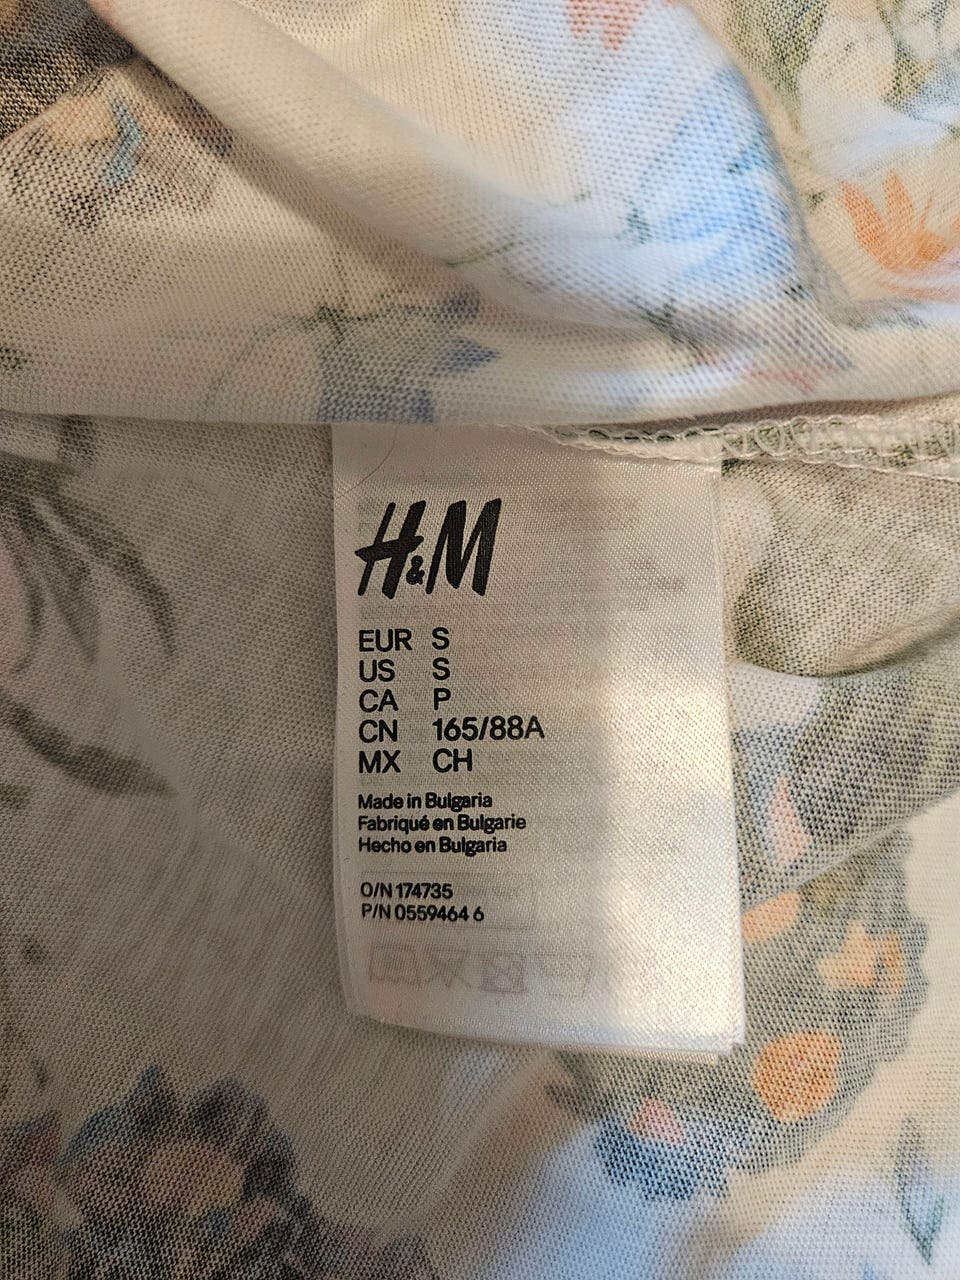 H&M
EUR S
US S
CA P
CN 165/88A
MX CH
Made in Bulgaria
Fabriqué en Bulgarie
Hecho en Bulgaria
O/N 174735
P/N 0559464 6